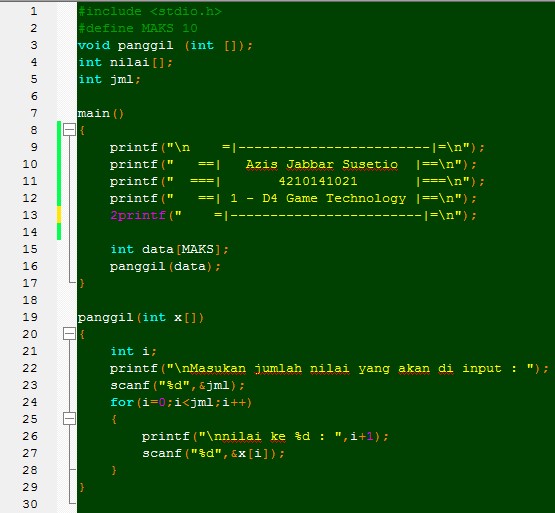 1 #include <stdio.h>
2 #define MAKS 10
3 void panggil (int []);
4 int nilai[];
5 int jml;
6
7 main()
8 {
9 printf("\n    =|------------------------|=\n");
10 printf("   ==|   Azis Jabbar Susetio  |==\n");
11 printf("  ===|       4210141021       |===\n");
12 printf("   ==| 1 - D4 Game Technology |==\n");
13 2printf("    =|------------------------|=\n");
14
15 int data[MAKS];
16 panggil(data);
17 }
18
19 panggil(int x[])
20 {
21 int i;
22 printf("\nMasukan jumlah nilai yang akan di input : ");
23 scanf("%d",&jml);
24 for(i=0;i<jml;i++)
25 {
26 printf("\nnilai ke %d : ",i+1);
27 scanf("%d",&x[i]);
28 }
29 }
30